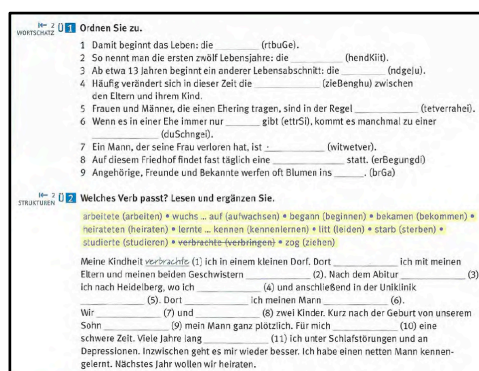 2
WORTSCHATZ 1 Ordnen Sie zu.
1 Damit beginnt das Leben: die ________ (rtbuGe).
2 So nennt man die ersten zwölf Lebensjahre: die ________ (hendKiit).
3 Ab etwa 13 Jahren beginnt ein anderer Lebensabschnitt: die ________ (ndgeJu).
4 Häufig verändert sich in dieser Zeit die ________ (zieBenghu) zwischen
den Eltern und ihrem Kind.
5 Frauen und Männer, die einen Ehering tragen, sind in der Regel ________ (tetverrahei).
6 Wenn es in einer Ehe immer nur ________ gibt (ettrSi), kommt es manchmal zu einer
________ (duSchngei).
7 Ein Mann, der seine Frau verloren hat, ist ________ (witwetver).
8 Auf diesem Friedhof findet fast täglich eine ________ statt. (erBegungdi)
9 Angehörige, Freunde und Bekannte werfen oft Blumen ins ________. (brGa)
2
STRUKTUREN 2 Welches Verb passt? Lesen und ergänzen Sie.
arbeitete (arbeiten) • wuchs ... auf (aufwachsen) • begann (beginnen) • bekamen (bekommen) •
heirateten (heiraten) • lernte ... kennen (kennenlernen) • litt (leiden) • starb (sterben) •
studierte (studieren) • verbrachte (verbringen) • zog (ziehen)
Meine Kindheit verbrachte (1) ich in einem kleinen Dorf. Dort ________ ich mit meinen
Eltern und meinen beiden Geschwistern ________ (2). Nach dem Abitur ________ (3)
ich nach Heidelberg, wo ich ________ (4) und anschließend in der Uniklinik
________ (5). Dort ________ ich meinen Mann ________ (6).
Wir ________ (7) und ________ (8) zwei Kinder. Kurz nach der Geburt von unserem
Sohn ________ (9) mein Mann ganz plötzlich. Für mich ________ (10) eine
schwere Zeit. Viele Jahre lang ________ (11) ich unter Schlafstörungen und an
Depressionen. Inzwischen geht es mir wieder besser. Ich habe einen netten Mann kennen-
gelernt. Nächstes Jahr wollen wir heiraten.